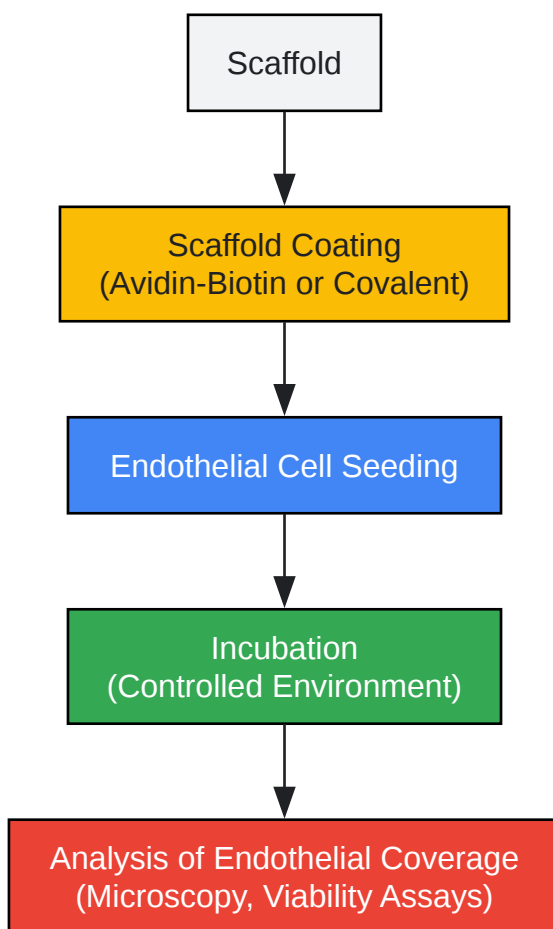 Scaffold
Scaffold Coating
(Avidin-Biotin or Covalent)
Endothelial Cell Seeding
Incubation
(Controlled Environment)
Analysis of Endothelial Coverage
(Microscopy, Viability Assays)